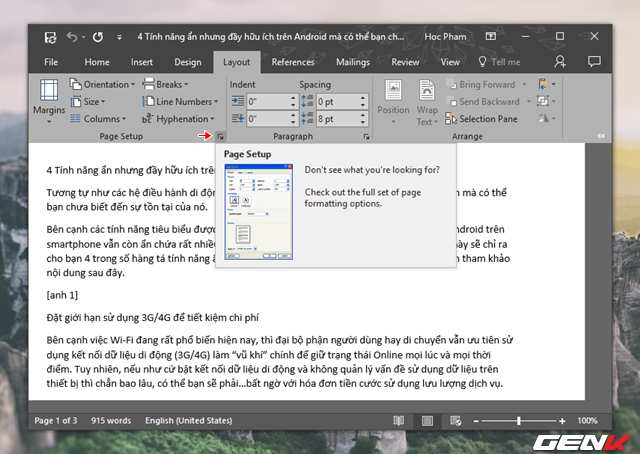 4 Tính năng ẩn nhưng đầy hữu ích trên Android mà có thể bạn ch...
Hoc Pham
File Home Insert Design Layout References Mailings Review View Tell me
Margins
Orientation
Size
Columns
Breaks
Line Numbers
Hyphenation
Page Setup
Indent Spacing
0" 0 pt
0" 8 pt
Paragraph
Position
Wrap Text
Bring Forward
Send Backward
Selection Pane
Arrange
Page Setup
Don't see what you're looking for?
Check out the full set of page
formatting options.
4 Tính năng ẩn nhưng đầy hữu ích trên
Tương tự như các hệ điều hành di độn mà có thể
bạn chưa biết đến sự tồn tại của nó.
Bên cạnh các tính năng tiêu biểu được ndroid trên
smartphone vẫn còn ẩn chứa rất nhiều này sẽ chỉ ra
cho bạn 4 trong số hàng tá tính năng ẩ n tham khảo
nội dung sau đây.
[anh 1]
Đặt giới hạn sử dụng 3G/4G để tiết kiệm chi phí
Bên cạnh việc Wi-Fi đang rất phổ biến hiện nay, thì đại bộ phận người dùng hay di chuyển vẫn ưu tiên sử
dụng kết nối dữ liệu di động (3G/4G) làm “vũ khí” chính để giữ trạng thái Online mọi lúc và mọi thời
điểm. Tuy nhiên, nếu như cứ bật kết nối dữ liệu di động và không quản lý vấn đề sử dụng dữ liệu trên
thiết bị thì chẳn bao lâu, có thể bạn sẽ phải...bất ngờ với hóa đơn tiền cước sử dụng lưu lượng dịch vụ.
Page 1 of 3 915 words English (United States) 100%
GENK